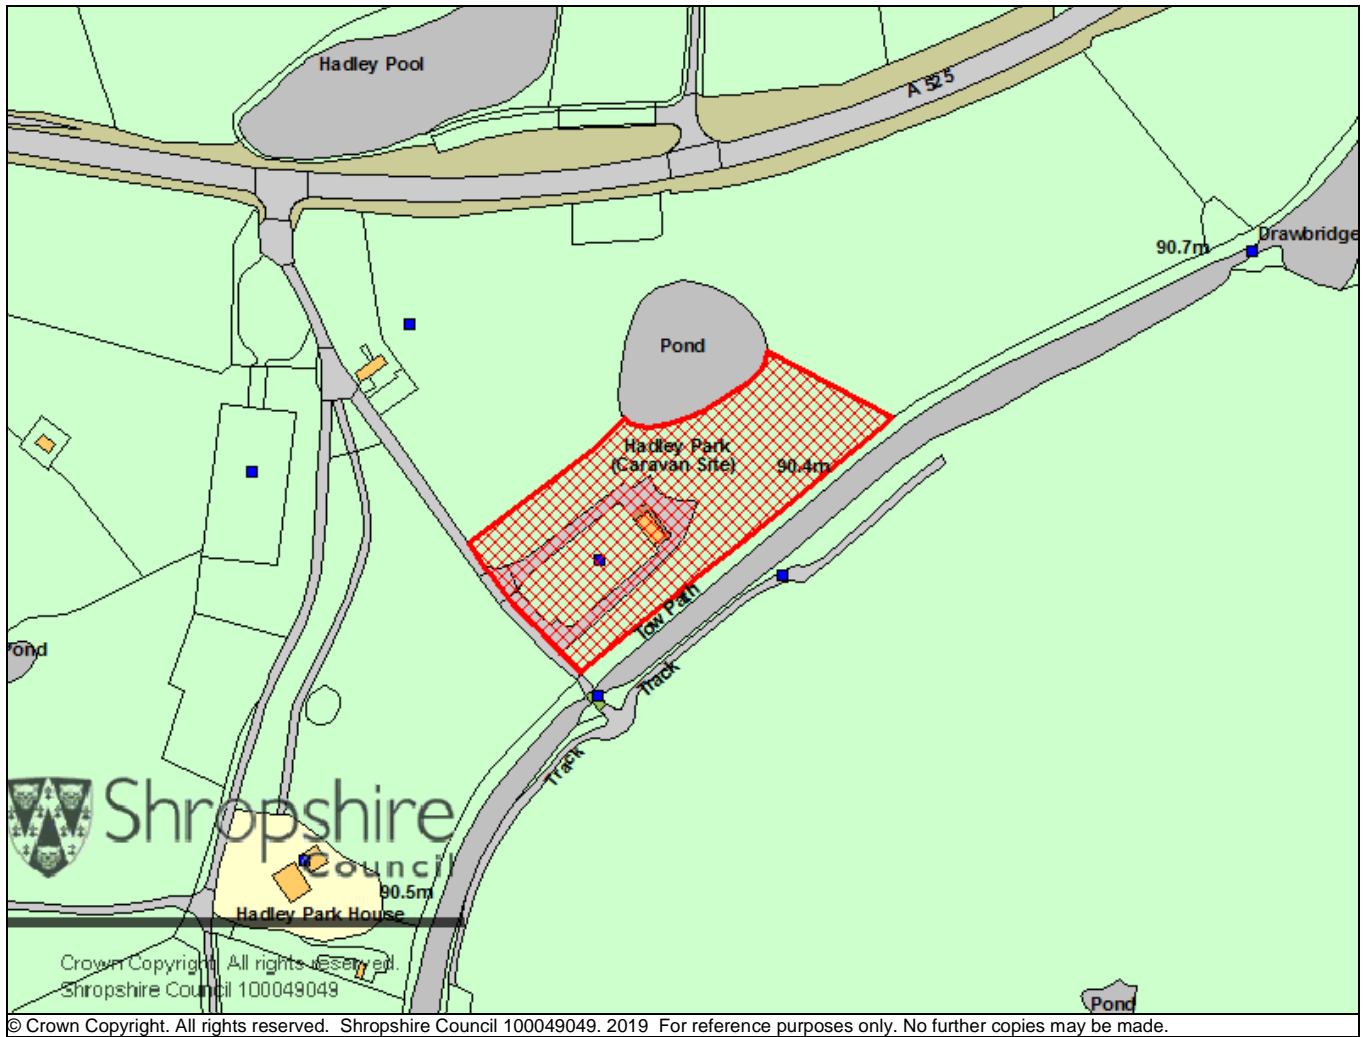 Hadley Pool
A 525
Drawbridge
90.7m
Pond
Hadley Park
(Caravan Site)
90.4m
Tow Path
Track
Track
Pond
Shropshire
Council
90.5m
Hadley Park House
Crown Copyright. All rights reserved.
Shropshire Council 100049049
Pond
© Crown Copyright. All rights reserved. Shropshire Council 100049049. 2019 For reference purposes only. No further copies may be made.